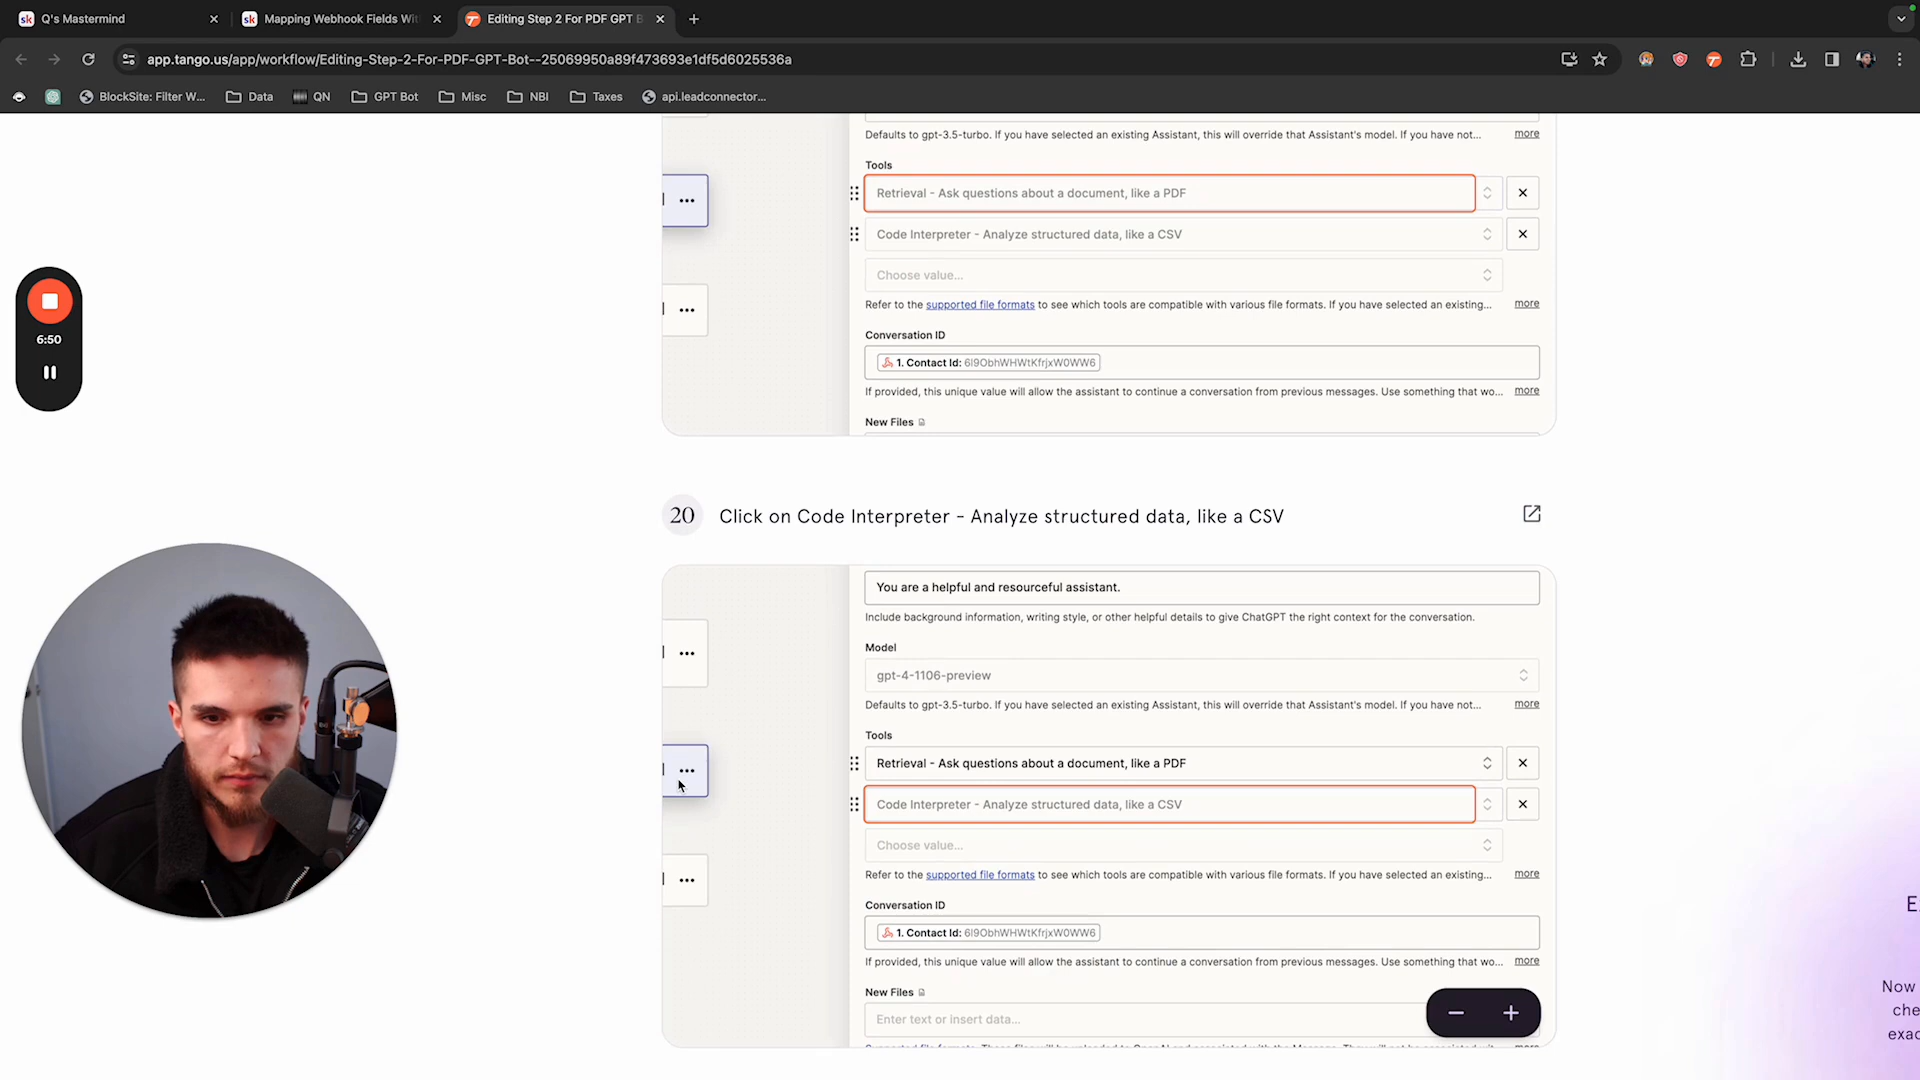 Q's Mastermind
Mapping Webhook Fields Wit
Editing Step 2 For PDF GPT B
app.tango.us/app/workflow/Editing-Step-2-For-PDF-GPT-Bot--25069950a89f473693e1df5d6025536a
BlockSite: Filter W...
Data
QN
GPT Bot
Misc
NBI
Taxes
api.leadconnector...
Defaults to gpt-3.5-turbo. If you have selected an existing Assistant, this will override that Assistant's model. If you have not... more
Tools
Retrieval - Ask questions about a document, like a PDF
Code Interpreter - Analyze structured data, like a CSV
Choose value...
Refer to the supported file formats to see which tools are compatible with various file formats. If you have selected an existing... more
Conversation ID
1. Contact Id: 6l9ObhWHWtKfrjxW0WW6
If provided, this unique value will allow the assistant to continue a conversation from previous messages. Use something that wo... more
New Files
6:50
20 Click on Code Interpreter - Analyze structured data, like a CSV
You are a helpful and resourceful assistant.
Include background information, writing style, or other helpful details to give ChatGPT the right context for the conversation.
Model
gpt-4-1106-preview
Defaults to gpt-3.5-turbo. If you have selected an existing Assistant, this will override that Assistant's model. If you have not... more
Tools
Retrieval - Ask questions about a document, like a PDF
Code Interpreter - Analyze structured data, like a CSV
Choose value...
Refer to the supported file formats to see which tools are compatible with various file formats. If you have selected an existing... more
Conversation ID
1. Contact Id: 6l9ObhWHWtKfrjxW0WW6
If provided, this unique value will allow the assistant to continue a conversation from previous messages. Use something that wo... more
New Files
Enter text or insert data...
Now
che
exac